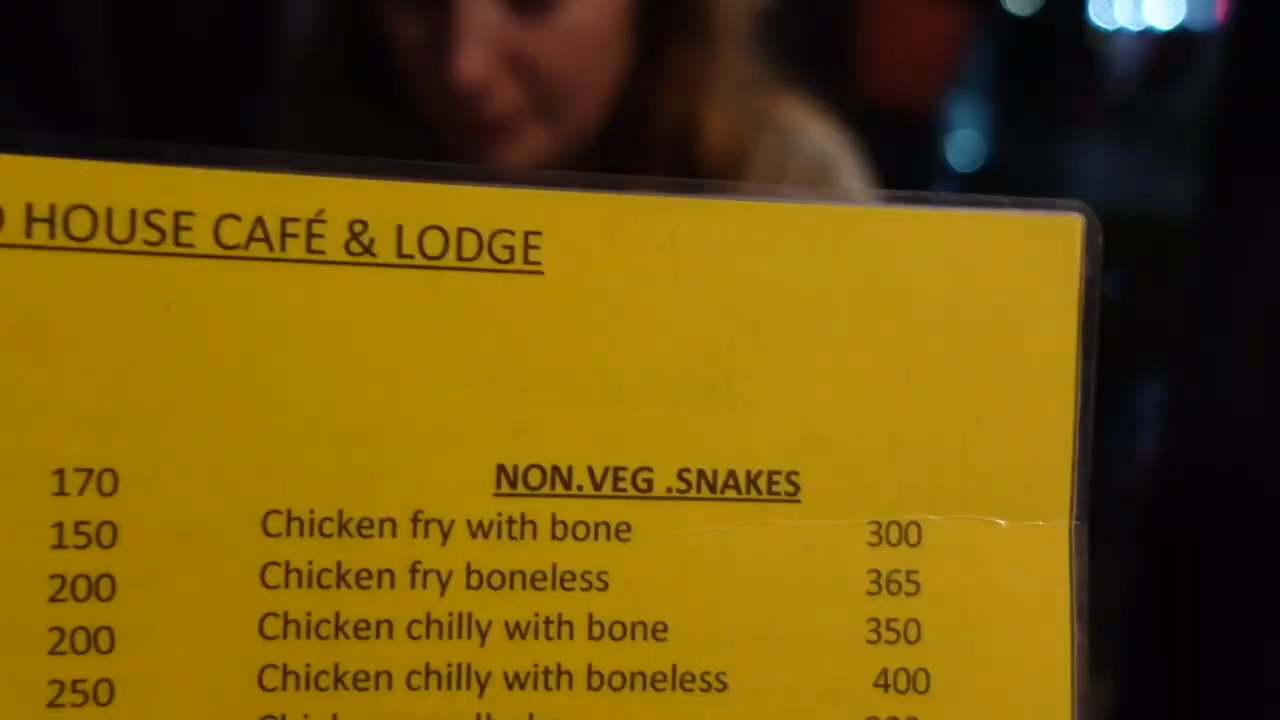 HOUSE CAFÉ & LODGE
NON.VEG .SNAKES
170
Chicken fry with bone 300
150
Chicken fry boneless 365
200
Chicken chilly with bone 350
200
Chicken chilly with boneless 400
250